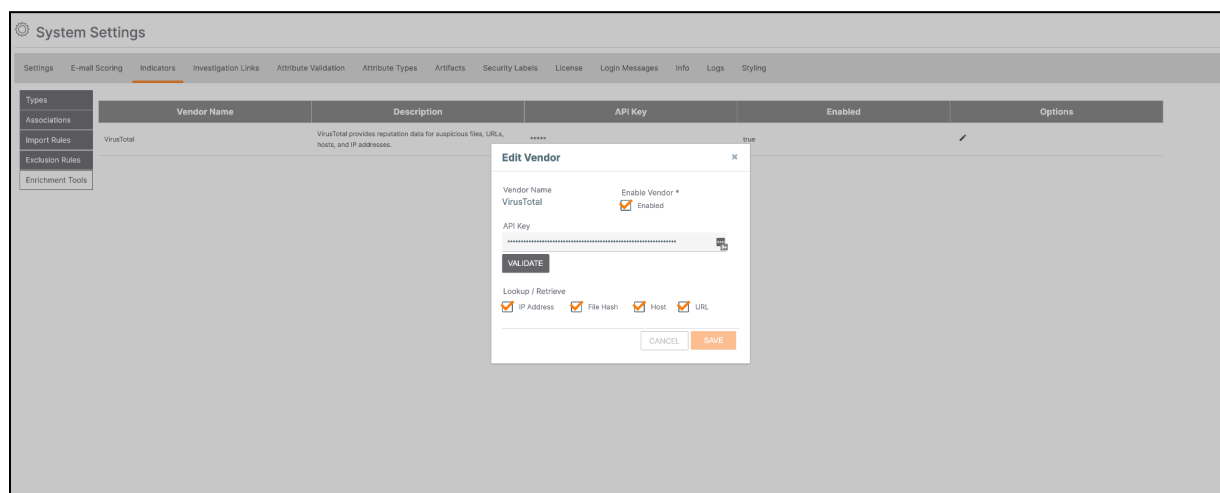 System Settings
Settings E-mail Scoring Indicators Investigation Links Attribute Validation Attribute Types Artifacts Security Labels License Login Messages Info Logs Styling
Types
Associations
Import Rules
Exclusion Rules
Enrichment Tools
Vendor Name Description API Key Enabled Options
VirusTotal VirusTotal provides reputation data for suspicious files, URLs, ***** true
hosts, and IP addresses.
Edit Vendor ×
Vendor Name Enable Vendor *
VirusTotal Enabled
API Key
VALIDATE
Lookup / Retrieve
IP Address File Hash Host URL
CANCEL SAVE